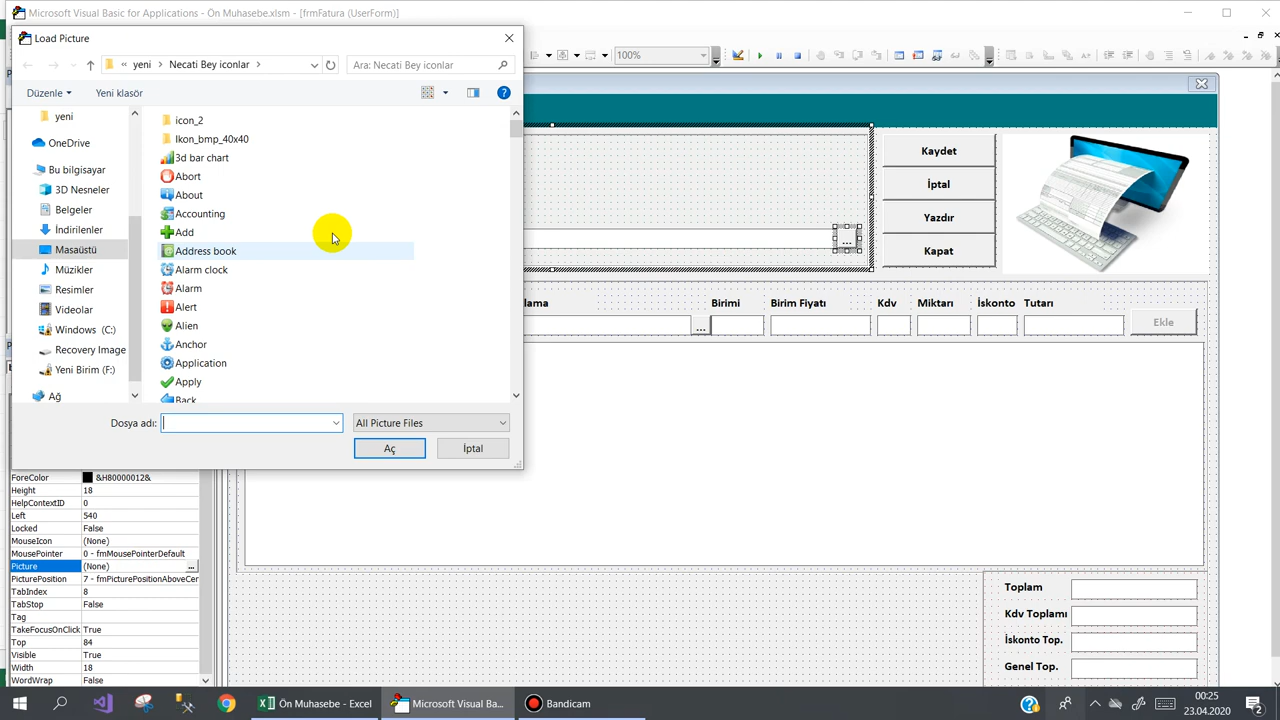 Microsoft Visual Basic for Applications - Ön Muhasebe.xlsm - [frmFatura (UserForm)]
Load Picture
« yeni > Necati Bey iconlar >
Ara: Necati Bey iconlar
100%
Düzenle
Yeni klasör
yeni
OneDrive
Bu bilgisayar
3D Nesneler
Belgeler
İndirilenler
Masaüstü
Müzikler
Resimler
Videolar
Windows (C:)
Recovery Image
Yeni Birim (F:)
Ağ
icon_2
Ikon_bmp_40x40
3d bar chart
Abort
About
Accounting
Add
Address book
Alarm clock
Alarm
Alert
Alien
Anchor
Application
Apply
Back
Dosya adı:
All Picture Files
Aç
İptal
Kaydet
İptal
Yazdır
Kapat
...
lama
Birimi
Birim Fiyatı
Kdv
Miktarı
İskonto
Tutarı
...
Ekle
ForeColor &H80000012&
Height 18
HelpContextID 0
Left 540
Locked False
MouseIcon (None)
MousePointer 0 - fmMousePointerDefault
Picture (None) ...
PicturePosition 7 - fmPicturePositionAboveCer
TabIndex 8
TabStop False
Tag
TakeFocusOnClick True
Top 84
Visible True
Width 18
WordWrap False
Toplam
Kdv Toplamı
İskonto Top.
Genel Top.
Ön Muhasebe - Excel
Microsoft Visual Ba...
Bandicam
00:25
23.04.2020
2